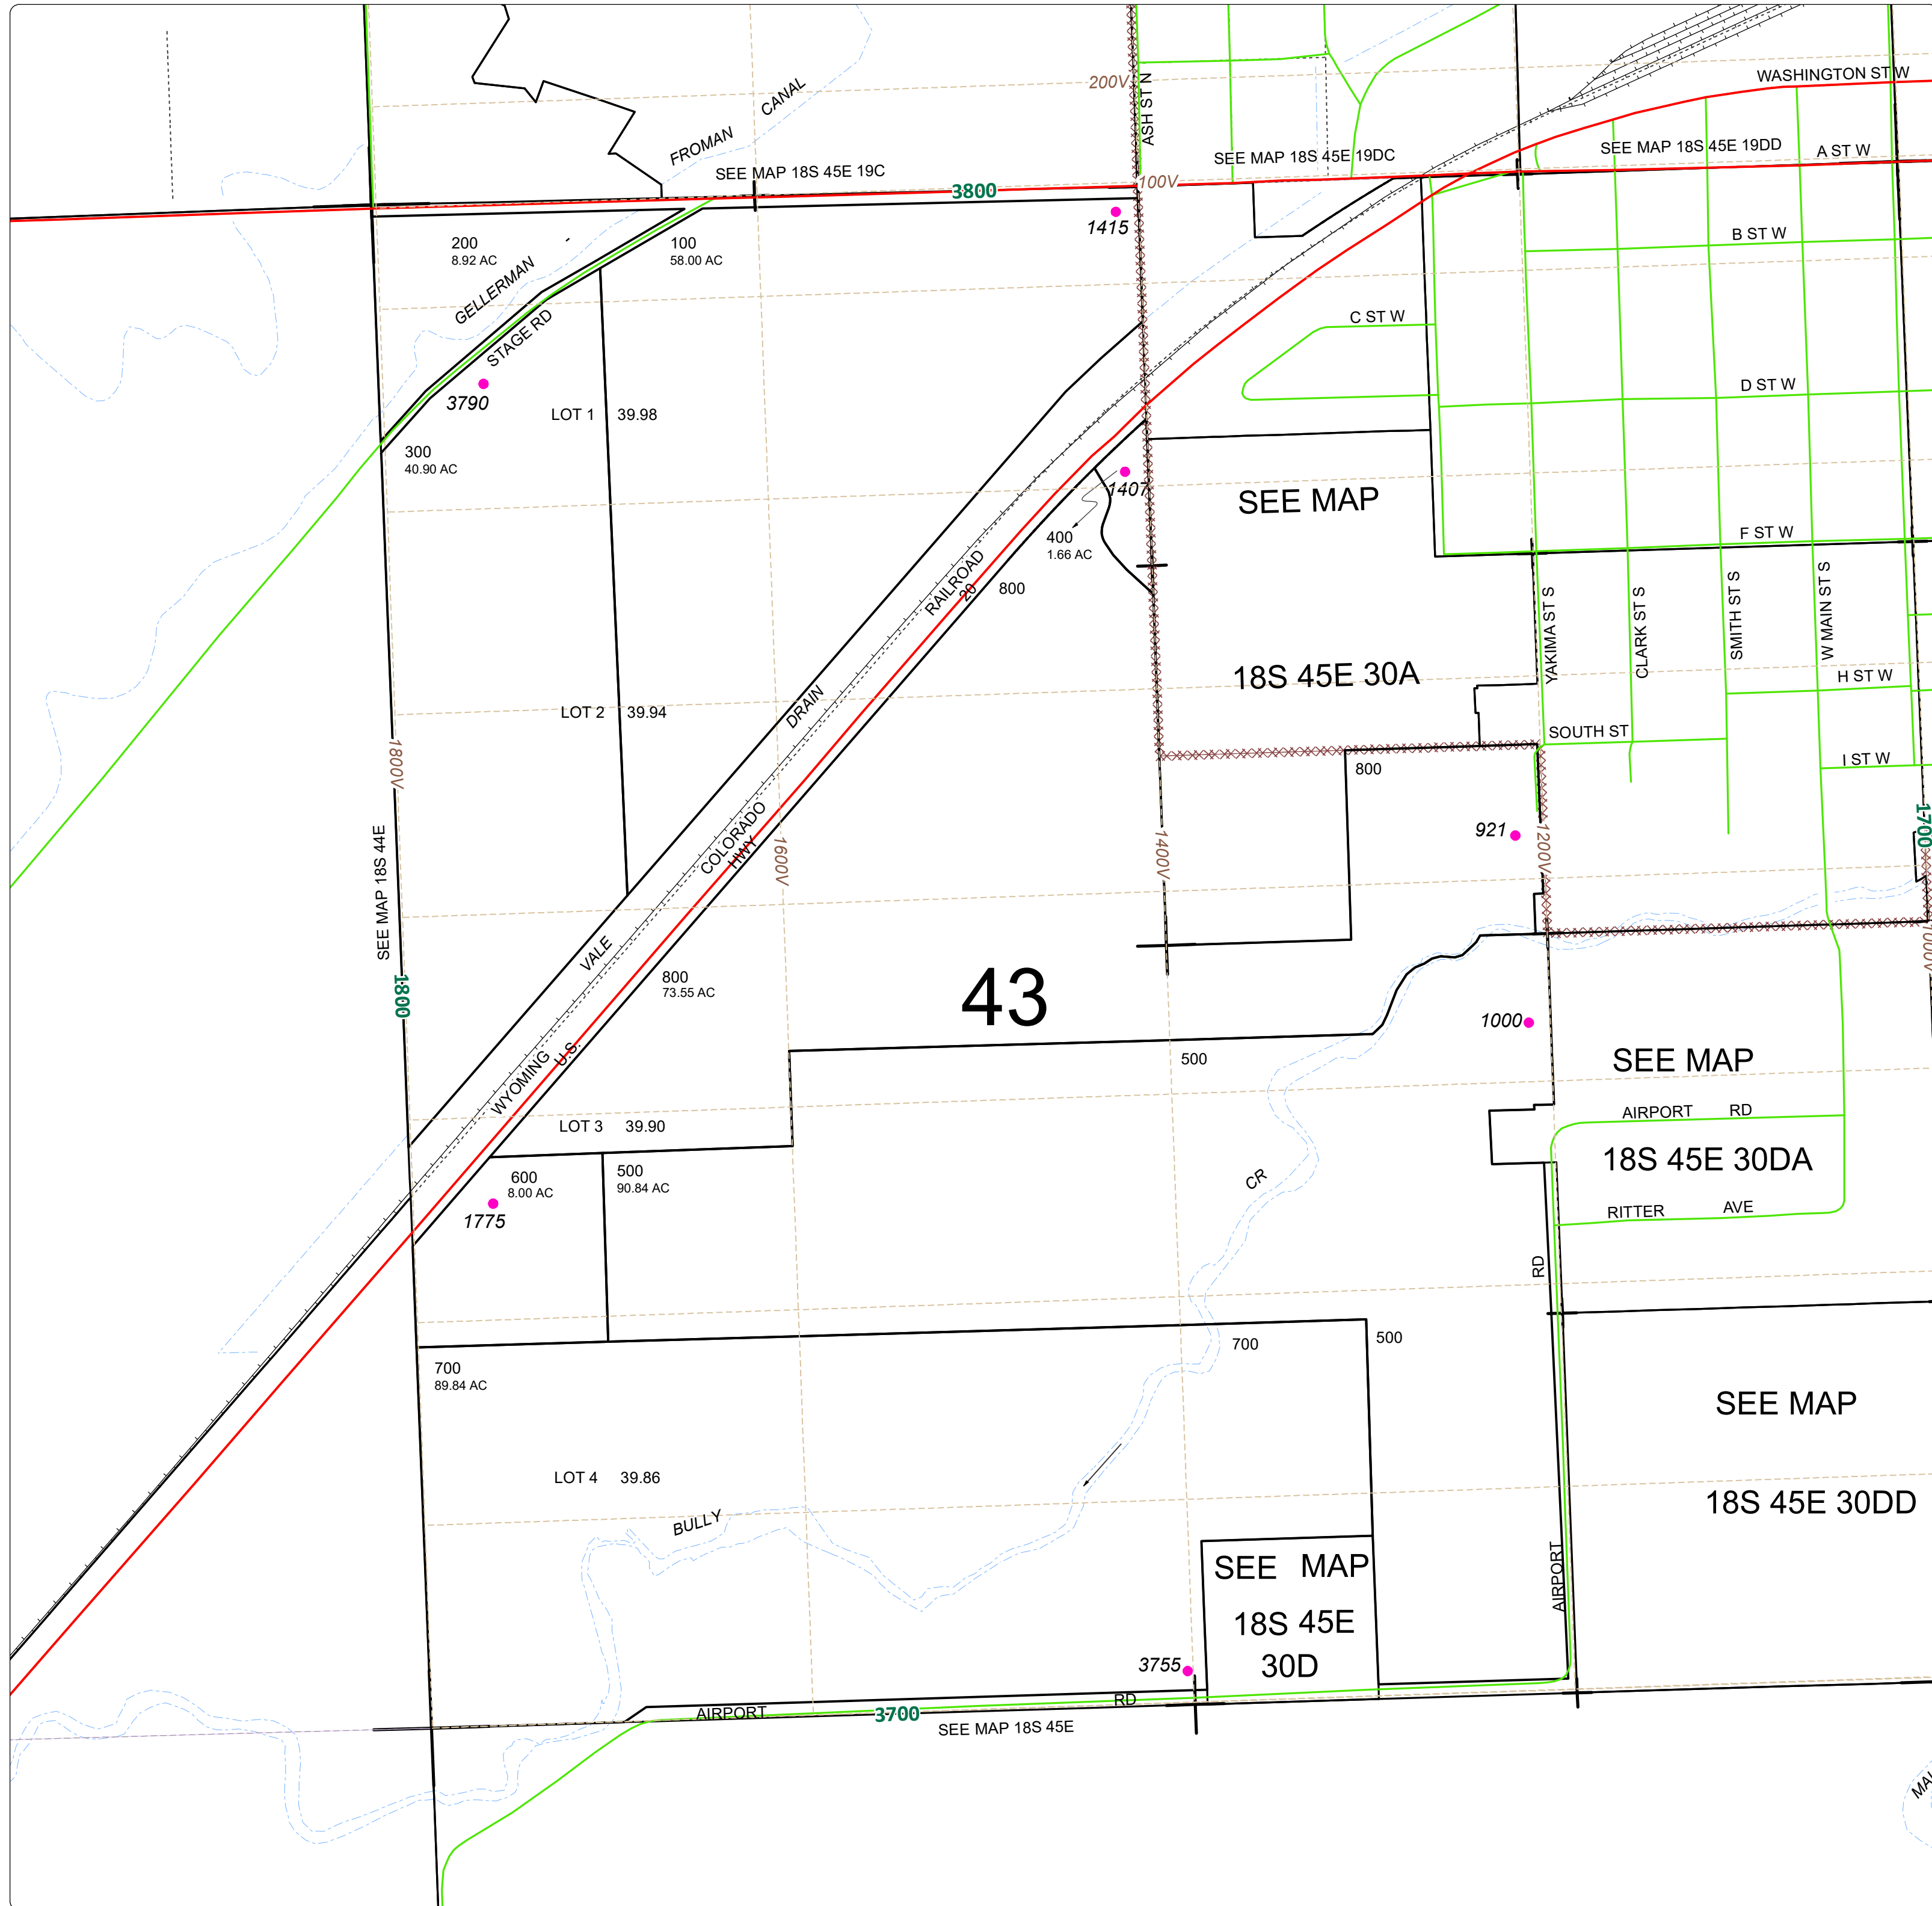 WASHINGTON ST W
200V
ASH ST N
CANAL
FROMAN
SEE MAP 18S 45E 19C
SEE MAP 18S 45E 19DC
SEE MAP 18S 45E 19DD
A ST W
3800
100V
1415
B ST W
200
8.92 AC
100
58.00 AC
GELLERMAN
STAGE RD
C ST W
3790
D ST W
LOT 1 39.98
300
40.90 AC
1407
SEE MAP
18S 45E 30A
F ST W
400
1.66 AC
800
RAILROAD
20
YAKIMA ST S
CLARK ST S
SMITH ST S
W MAIN ST S
H ST W
LOT 2 39.94
DRAIN
SOUTH ST
I ST W
1800V
800
921
1200V
1700
COLORADO
HWY
1600V
1400V
SEE MAP 18S 44E
VALE
1000V
800
73.55 AC
43
1800
1000
WYOMING
U.S.
500
SEE MAP
AIRPORT RD
18S 45E 30DA
LOT 3 39.90
600
8.00 AC
500
90.84 AC
1775
CR
RITTER AVE
RD
700
500
700
89.84 AC
SEE MAP
18S 45E 30DD
LOT 4 39.86
BULLY
SEE MAP
18S 45E
30D
AIRPORT
3755
AIRPORT
RD
3700
SEE MAP 18S 45E